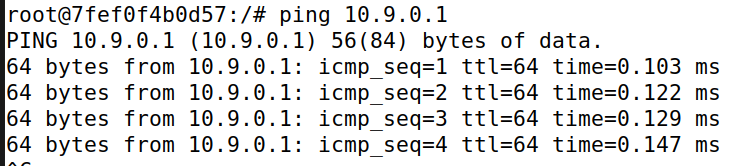 root@7fef0f4b0d57:/# ping 10.9.0.1
PING 10.9.0.1 (10.9.0.1) 56(84) bytes of data.
64 bytes from 10.9.0.1: icmp_seq=1 ttl=64 time=0.103 ms
64 bytes from 10.9.0.1: icmp_seq=2 ttl=64 time=0.122 ms
64 bytes from 10.9.0.1: icmp_seq=3 ttl=64 time=0.129 ms
64 bytes from 10.9.0.1: icmp_seq=4 ttl=64 time=0.147 ms